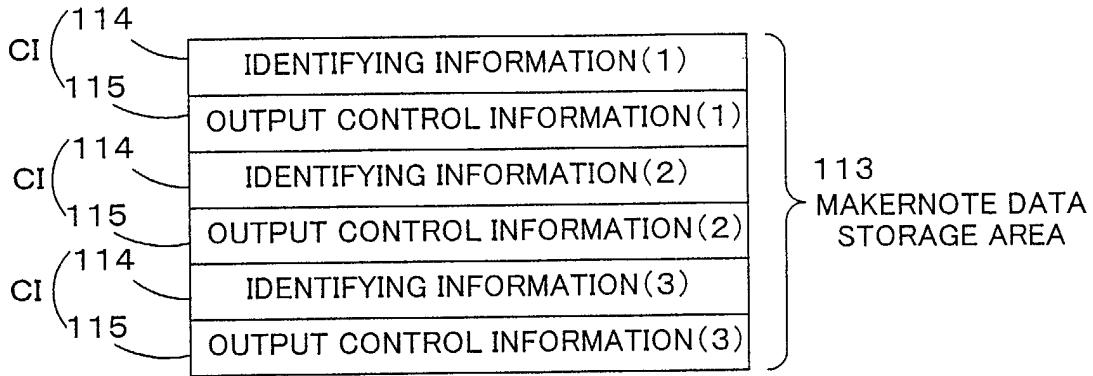 CI 114
IDENTIFYING INFORMATION(1)
115
OUTPUT CONTROL INFORMATION(1)
CI 114
IDENTIFYING INFORMATION(2)
115
OUTPUT CONTROL INFORMATION(2)
CI 114
IDENTIFYING INFORMATION(3)
115
OUTPUT CONTROL INFORMATION(3)
113
MAKERNOTE DATA
STORAGE AREA